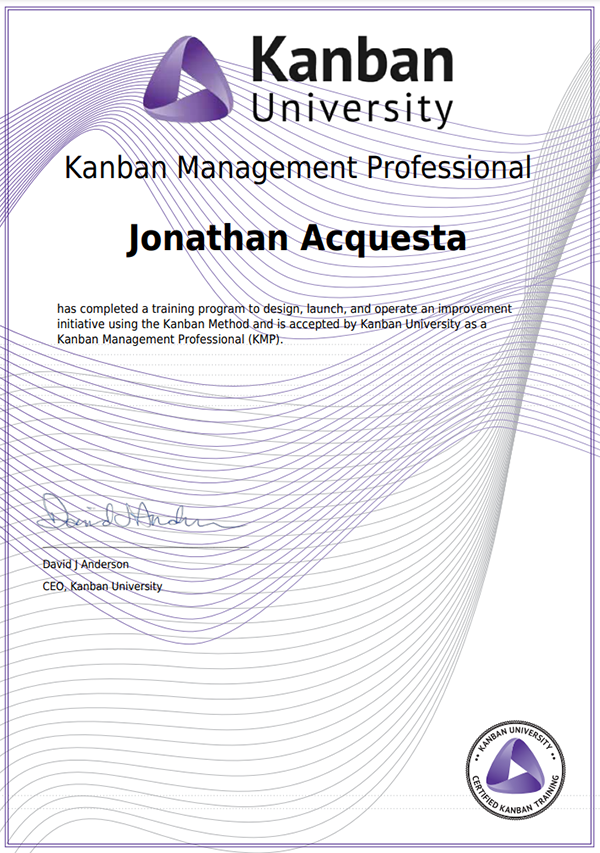 Kanban
University
Kanban Management Professional
Jonathan Acquesta
has completed a training program to design, launch, and operate an improvement
initiative using the Kanban Method and is accepted by Kanban University as a
Kanban Management Professional (KMP).
David J Anderson
David J Anderson
CEO, Kanban University
KANBAN UNIVERSITY
CERTIFIED KANBAN TRAINING